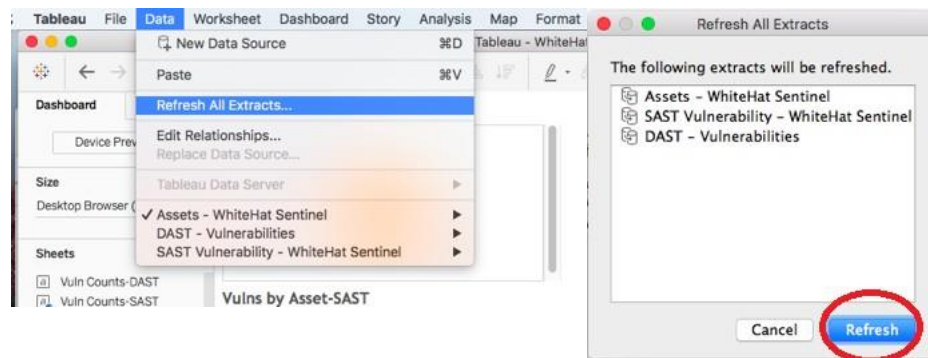 Tableau File Data Worksheet Dashboard Story Analysis Map Format
New Data Source ⌘D
Tableau - WhiteHat
Paste ⌘V
Dashboard
Refresh All Extracts...
Device Prev
Edit Relationships...
Replace Data Source...
Size
Tableau Data Server
Desktop Browser (
✓ Assets - WhiteHat Sentinel
DAST - Vulnerabilities
Sheets
SAST Vulnerability - WhiteHat Sentinel
Vuln Counts-DAST
Vuln Counts-SAST
Vulns by Asset-SAST
Refresh All Extracts
The following extracts will be refreshed.
Assets - WhiteHat Sentinel
SAST Vulnerability - WhiteHat Sentinel
DAST - Vulnerabilities
Cancel Refresh